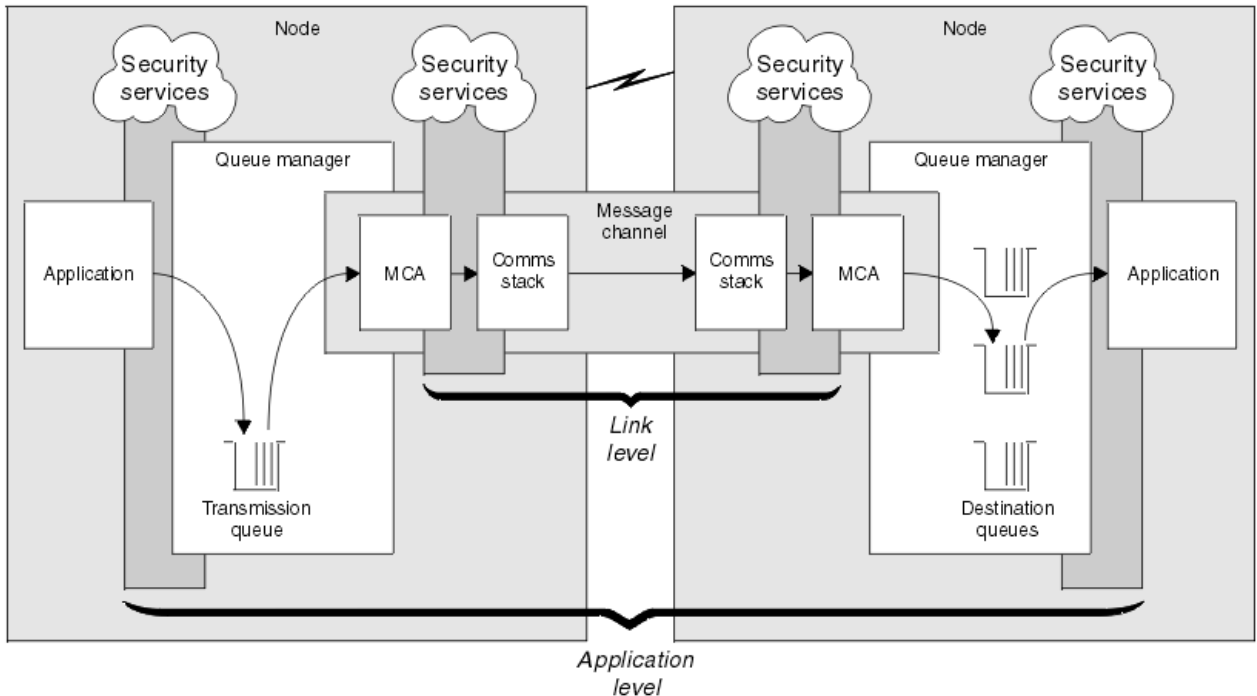 Node
Node
Security
services
Security
services
Security
services
Security
services
Queue manager
Queue manager
Message
channel
Application
MCA
Comms
stack
Comms
stack
MCA
Application
Link
level
Transmission
queue
Destination
queues
Application
level